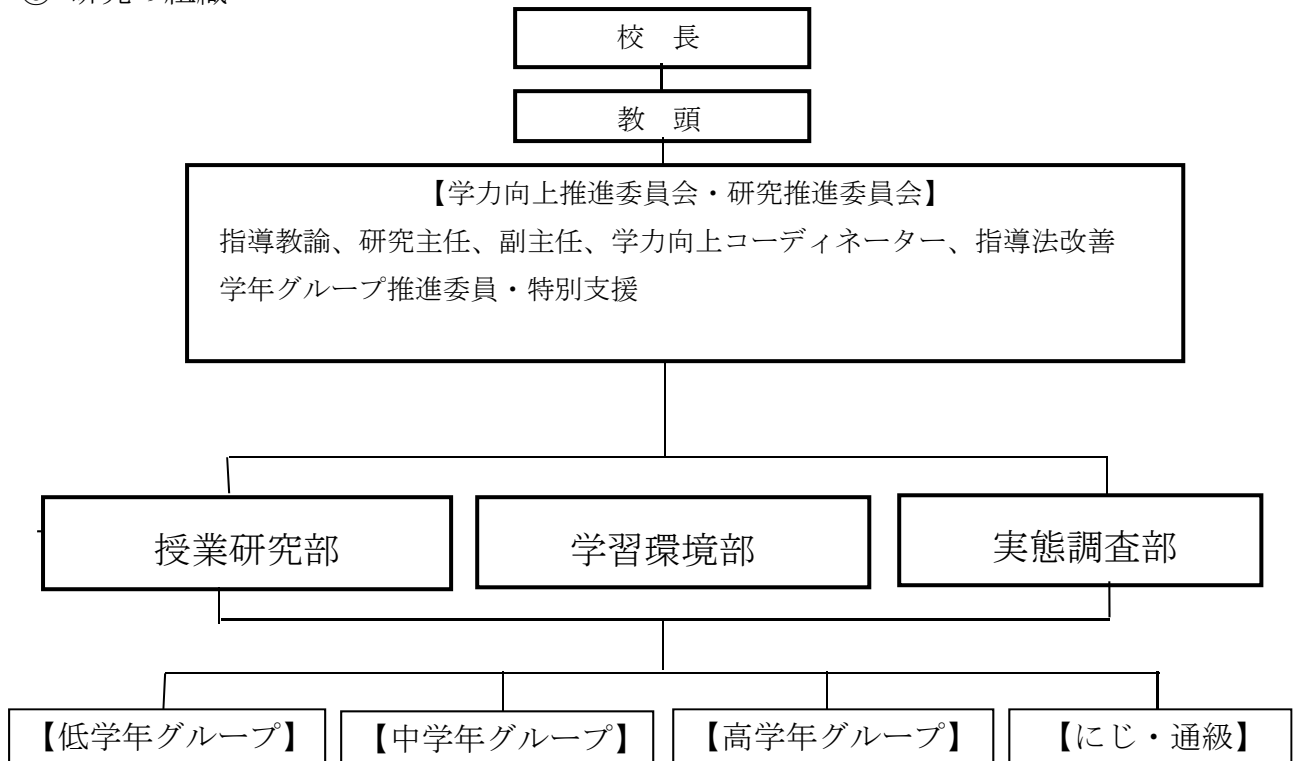 校　長
教　頭
【学力向上推進委員会・研究推進委員会】
指導教諭、研究主任、副主任、学力向上コーディネーター、指導法改善
学年グループ推進委員・特別支援
授業研究部
学習環境部
実態調査部
【低学年グループ】
【中学年グループ】
【高学年グループ】
【にじ・通級】